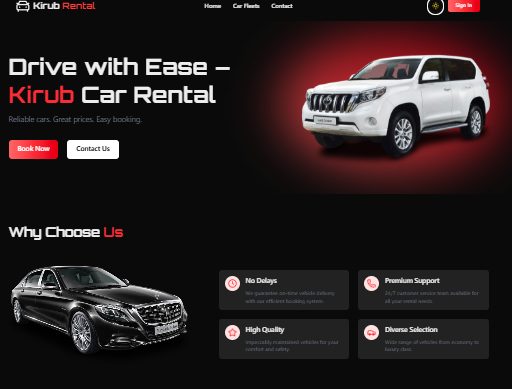 Kirub Rental
Home Car Fleets Contact
Sign In
Drive with Ease –
Kirub Car Rental
Reliable cars. Great prices. Easy booking.
Book Now Contact Us
Why Choose Us
No Delays
We guarantee on-time vehicle delivery
with our efficient booking system.
Premium Support
24/7 customer service team available for
all your rental needs
High Quality
Impeccably maintained vehicles for your
comfort and safety
Diverse Selection
Wide range of vehicles from economy to
luxury class